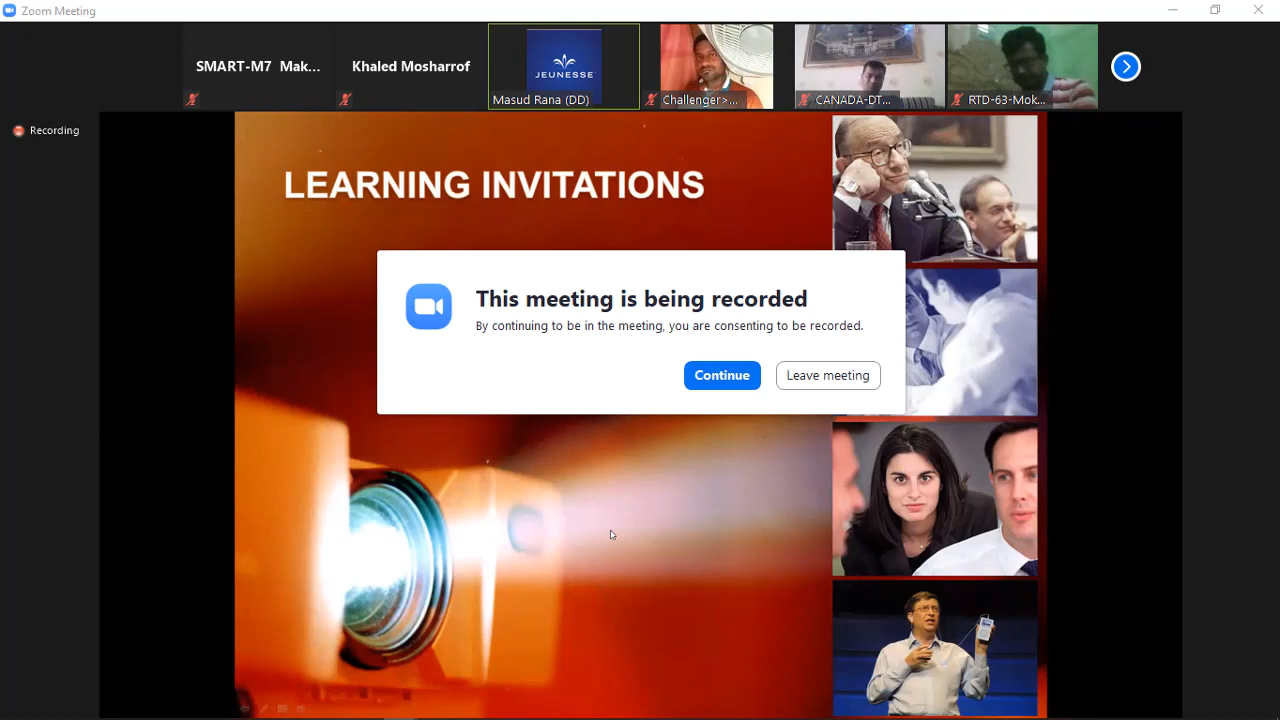 Zoom Meeting
SMART-M7 Mak...
Khaled Mosharrof
JEUNESSE
Masud Rana (DD)
Challenger>...
CANADA-DT...
RTD-63-Mok...
Recording
LEARNING INVITATIONS
This meeting is being recorded
By continuing to be in the meeting, you are consenting to be recorded.
Continue
Leave meeting